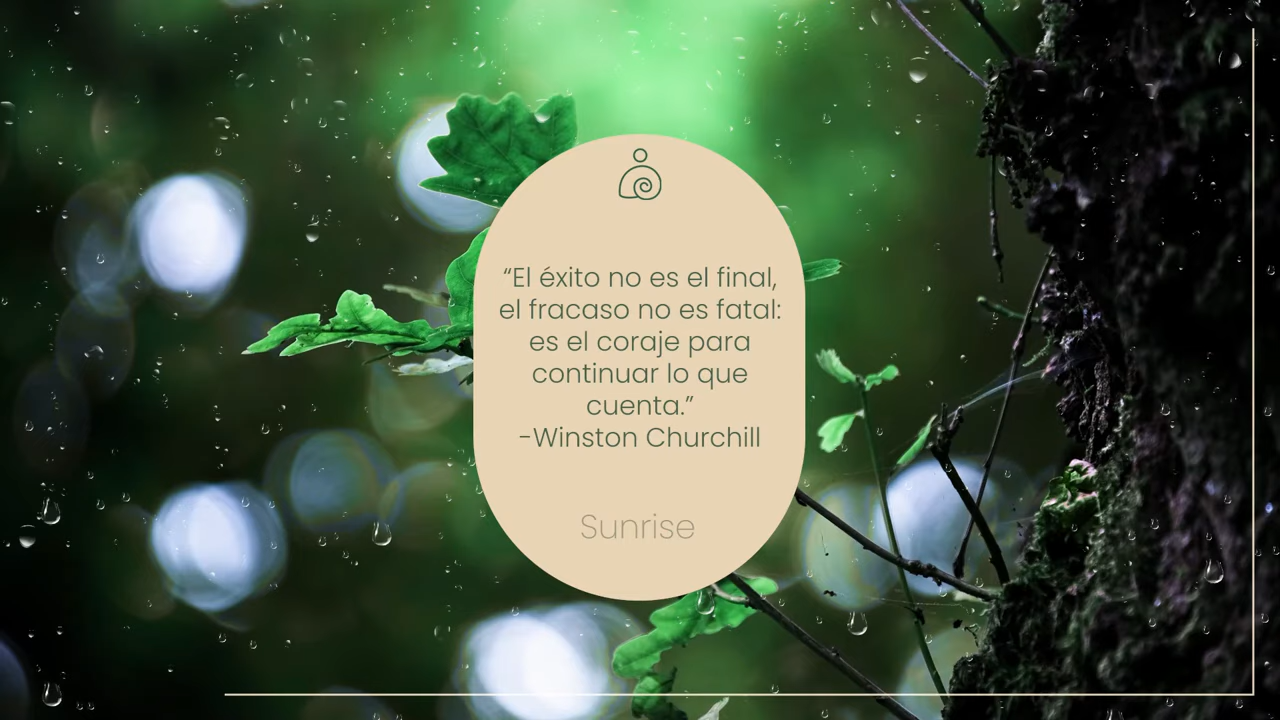 “El éxito no es el final,
el fracaso no es fatal:
es el coraje para
continuar lo que
cuenta.”
-Winston Churchill
Sunrise